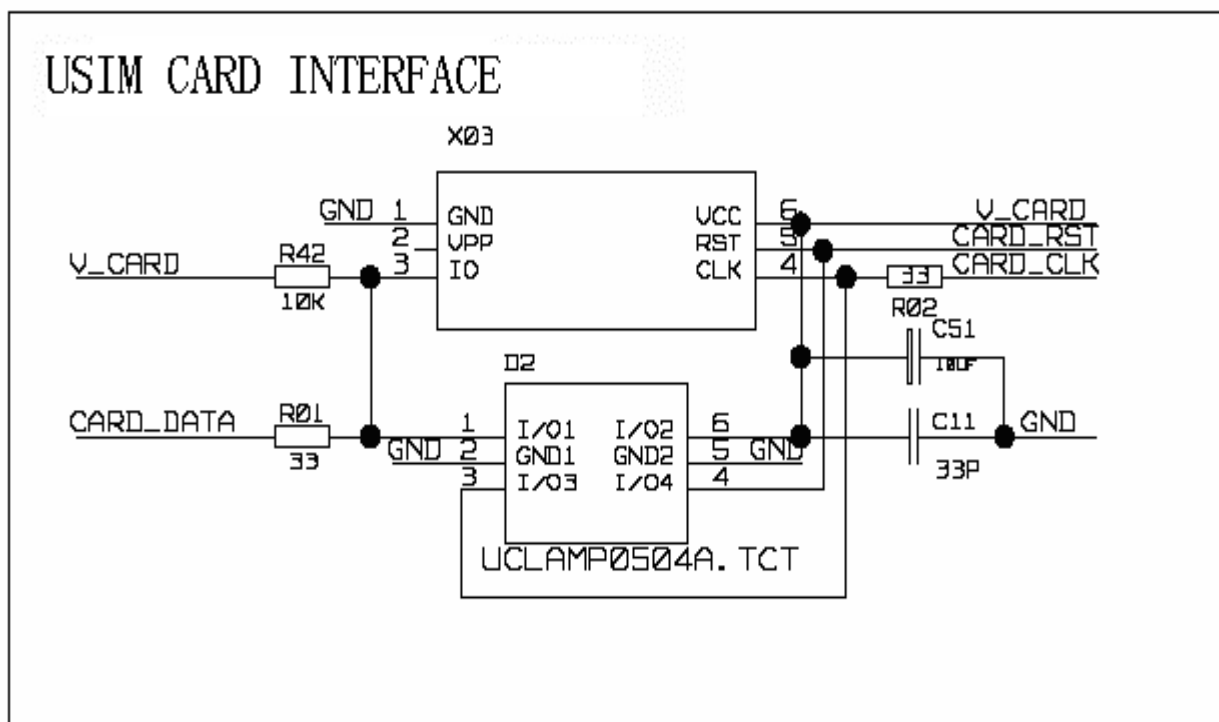 USIM CARD INTERFACE
X03
GND 1 GND VCC 6 V_CARD
2 VPP RST 5 CARD_RST
V_CARD R42 3 IO CLK 4 33 CARD_CLK
10K R02
C51
D2 10UF
CARD_DATA R01 1 I/O1 I/O2 6 C11 GND
33 GND 2 GND1 GND2 5 GND 33P
3 I/O3 I/O4 4
UCLAMP0504A.TCT